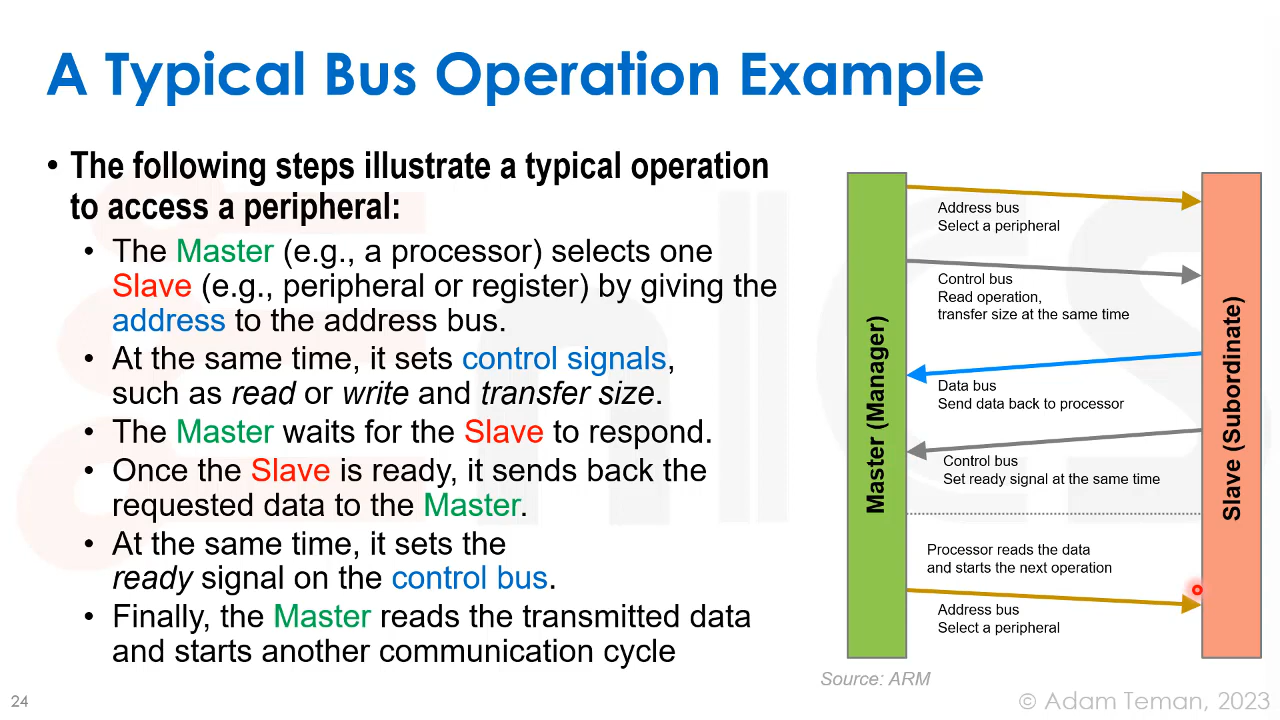 A Typical Bus Operation Example
• The following steps illustrate a typical operation
to access a peripheral:
• The Master (e.g., a processor) selects one
Slave (e.g., peripheral or register) by giving the
address to the address bus.
• At the same time, it sets control signals,
such as read or write and transfer size.
• The Master waits for the Slave to respond.
• Once the Slave is ready, it sends back the
requested data to the Master.
• At the same time, it sets the
ready signal on the control bus.
• Finally, the Master reads the transmitted data
and starts another communication cycle
Master (Manager)
Address bus
Select a peripheral
Control bus
Read operation,
transfer size at the same time
Data bus
Send data back to processor
Control bus
Set ready signal at the same time
Processor reads the data
and starts the next operation
Address bus
Select a peripheral
Slave (Subordinate)
Source: ARM
24
© Adam Teman, 2023